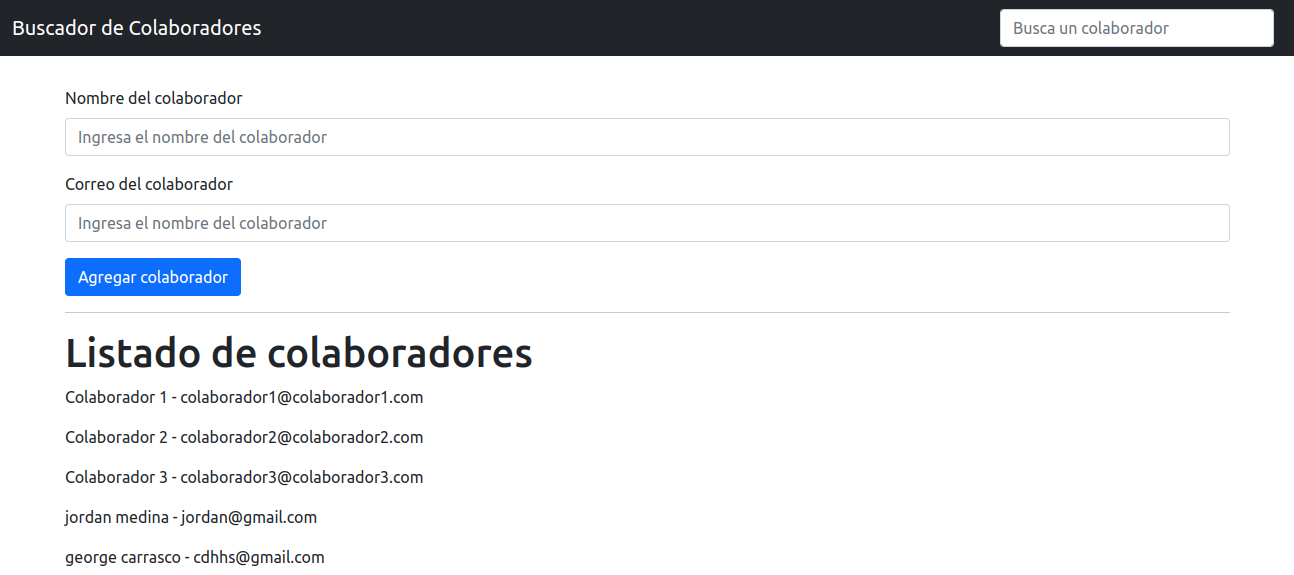 Buscador de Colaboradores
Busca un colaborador
Nombre del colaborador
Ingresa el nombre del colaborador
Correo del colaborador
Ingresa el nombre del colaborador
Agregar colaborador
Listado de colaboradores
Colaborador 1 - colaborador1@colaborador1.com
Colaborador 2 - colaborador2@colaborador2.com
Colaborador 3 - colaborador3@colaborador3.com
jordan medina - jordan@gmail.com
george carrasco - cdhhs@gmail.com